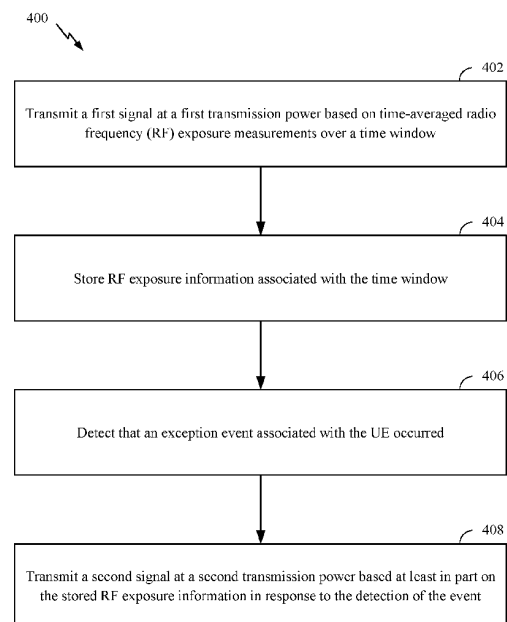 400
402
Transmit a first signal at a first transmission power based on time-averaged radio
frequency (RF) exposure measurements over a time window
404
Store RF exposure information associated with the time window
406
Detect that an exception event associated with the UE occurred
408
Transmit a second signal at a second transmission power based at least in part on
the stored RF exposure information in response to the detection of the event